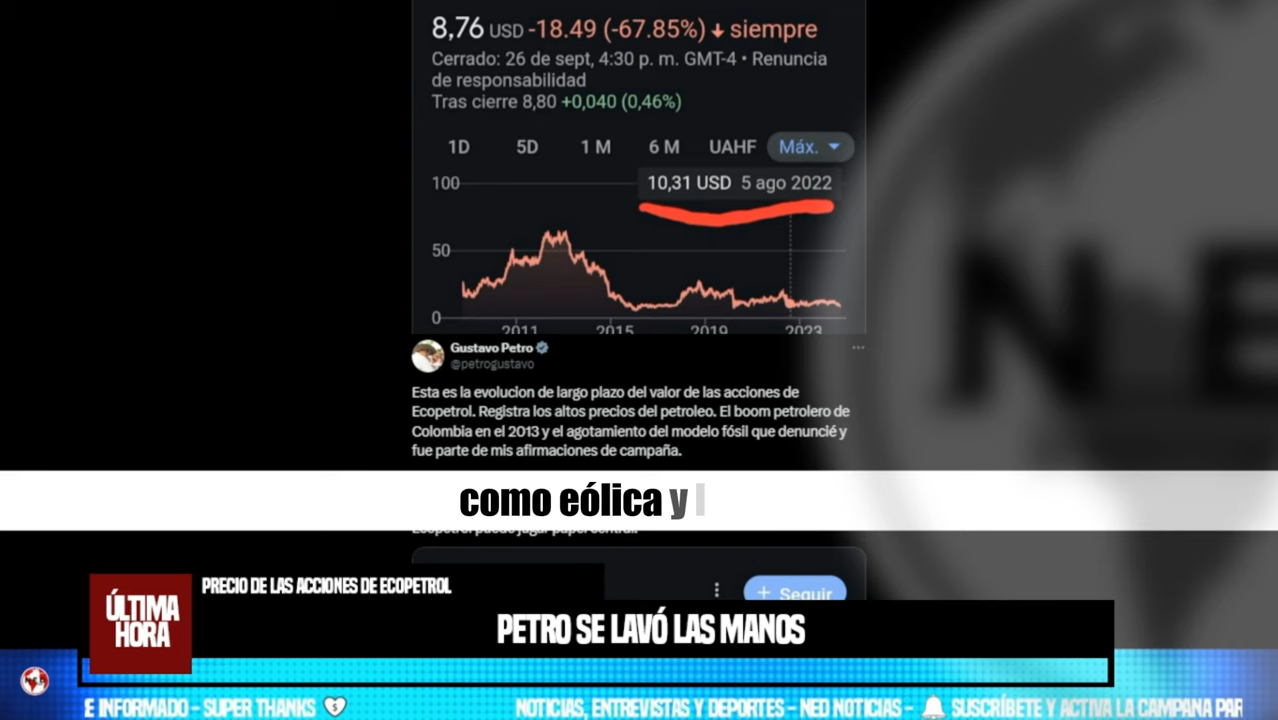 8,76 USD -18.49 (-67.85%) ↓ siempre
Cerrado: 26 de sept, 4:30 p. m. GMT-4 • Renuncia
de responsabilidad
Tras cierre 8,80 +0,040 (0,46%)
1D 5D 1 M 6 M UAHF Máx.
10,31 USD 5 ago 2022
100
50
0
2011 2015 2019 2023
Gustavo Petro
@petrogustavo
Esta es la evolucion de largo plazo del valor de las acciones de
Ecopetrol. Registra los altos precios del petroleo. El boom petrolero de
Colombia en el 2013 y el agotamiento del modelo fósil que denuncié y
fue parte de mis afirmaciones de campaña.
como eólica y l
Ecopetrol puede jugar papel central.
+ Seguir
PRECIO DE LAS ACCIONES DE ECOPETROL
ÚLTIMA
HORA
PETRO SE LAVÓ LAS MANOS
E INFORMADO - SUPER THANKS
NOTICIAS, ENTREVISTAS Y DEPORTES - NED NOTICIAS -
SUSCRÍBETE Y ACTIVA LA CAMPANA PAR
NE